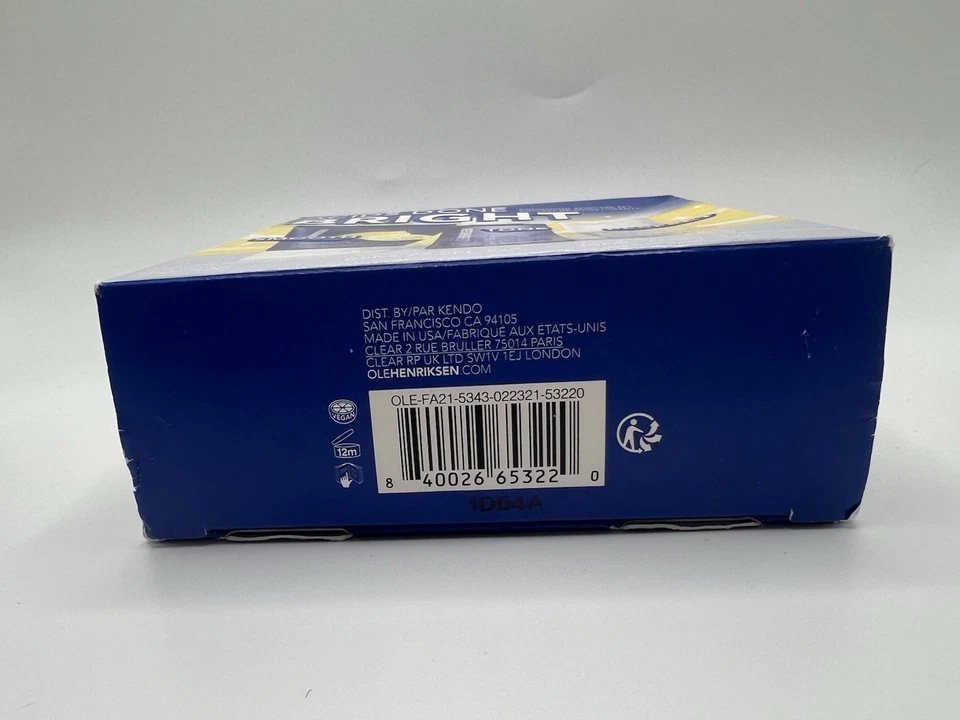 BRIGHT
DIST. BY/PAR KENDO
SAN FRANCISCO CA 94105
MADE IN USA/FABRIQUE AUX ÉTATS-UNIS
CLEAR 2 RUE BRULLER 75014 PARIS
CLEAR RP UK LTD SW1V 1EJ LONDON
OLEHENRIKSEN.COM
OLE-FA21-5343-022321-53220
VEGAN
12m
8 40026 65322 0
1D64A